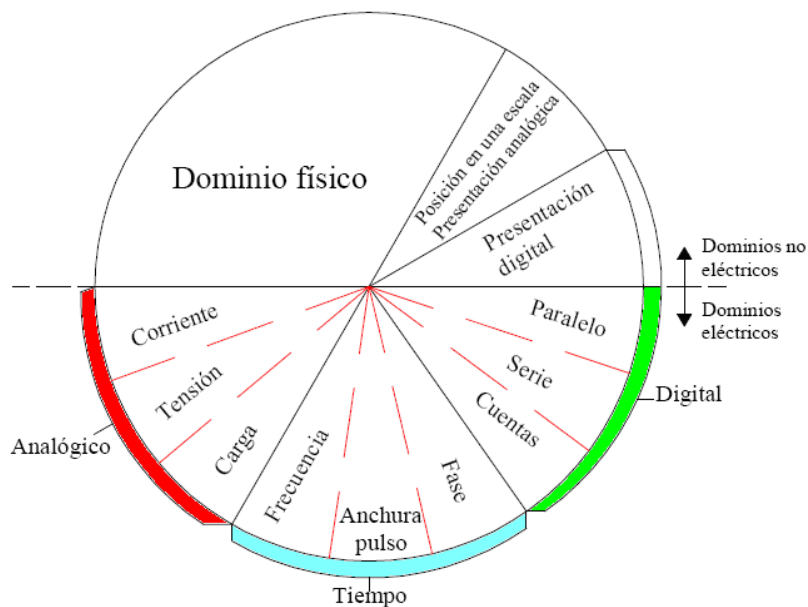 Dominio físico
Posición en una escala
Presentación analógica
Presentación
digital
Dominios no
eléctricos
Dominios
eléctricos
Corriente
Tensión
Carga
Frecuencia
Anchura
pulso
Fase
Cuentas
Serie
Paralelo
Analógico
Digital
Tiempo